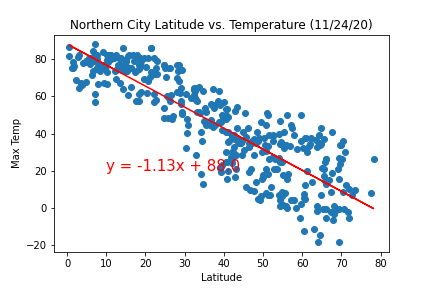 Northern City Latitude vs. Temperature (11/24/20)
80
60
40
20
0
−20
Max Temp
y = -1.13x + 88.0
0 10 20 30 40 50 60 70 80
Latitude